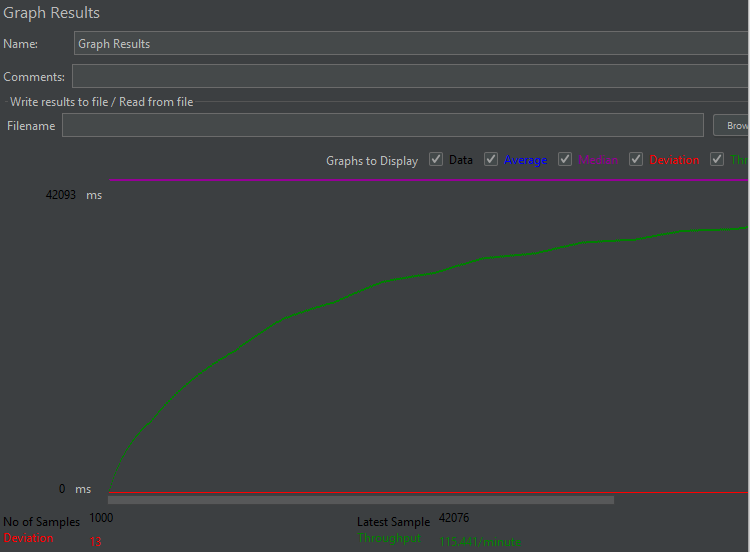 Graph Results
Name: Graph Results
Comments:
Write results to file / Read from file
Filename Brow
Graphs to Display Data Average Median Deviation Thr
42093 ms
0 ms
No of Samples 1000 Latest Sample 42076
Deviation 13 Throughput 115.441/minute